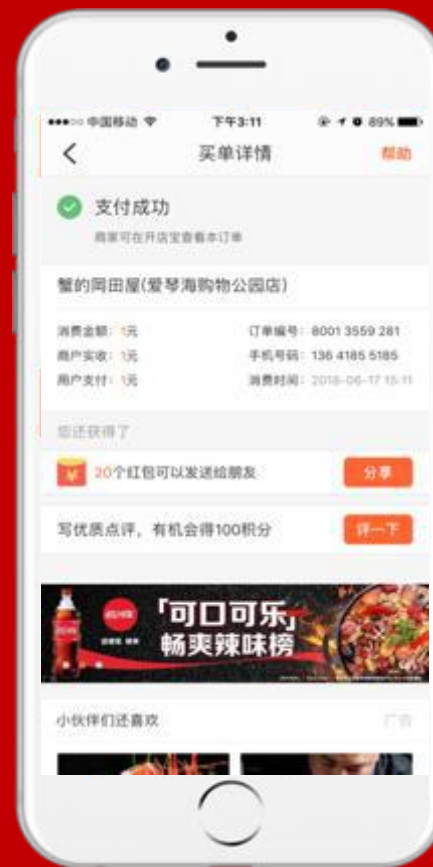 中国移动 下午3:11 89%
买单详情 帮助
支付成功
商家可在开店宝查看本订单
蟹的岡田屋(爱琴海购物公园店)
消费金额: 1元 订单编号: 8001 3559 281
商户实收: 1元 手机号码: 136 4185 5185
用户支付: 1元 消费时间: 2018-06-17 15:11
您还获得了
¥ 20个红包可以发送给朋友 分享
写优质点评，有机会得100积分 评一下
「可口可乐」
畅爽辣味榜
小伙伴们还喜欢 广告